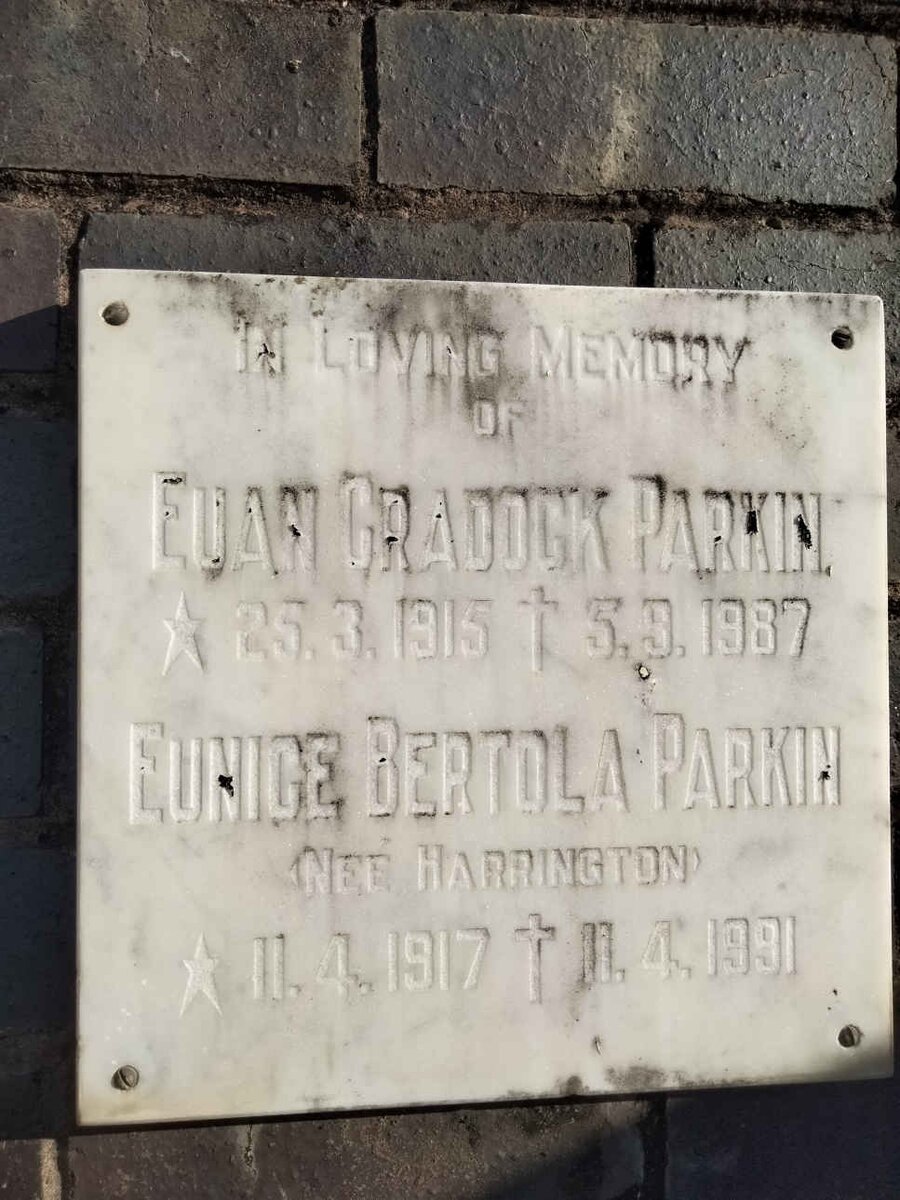 In Loving Memory
of
Euan Cradock Parkin
★ 25. 3. 1915 ✝ 5. 9. 1987
Eunice Bertola Parkin
(Nee Harrington)
★ 11. 4. 1917 ✝ 11. 4. 1991